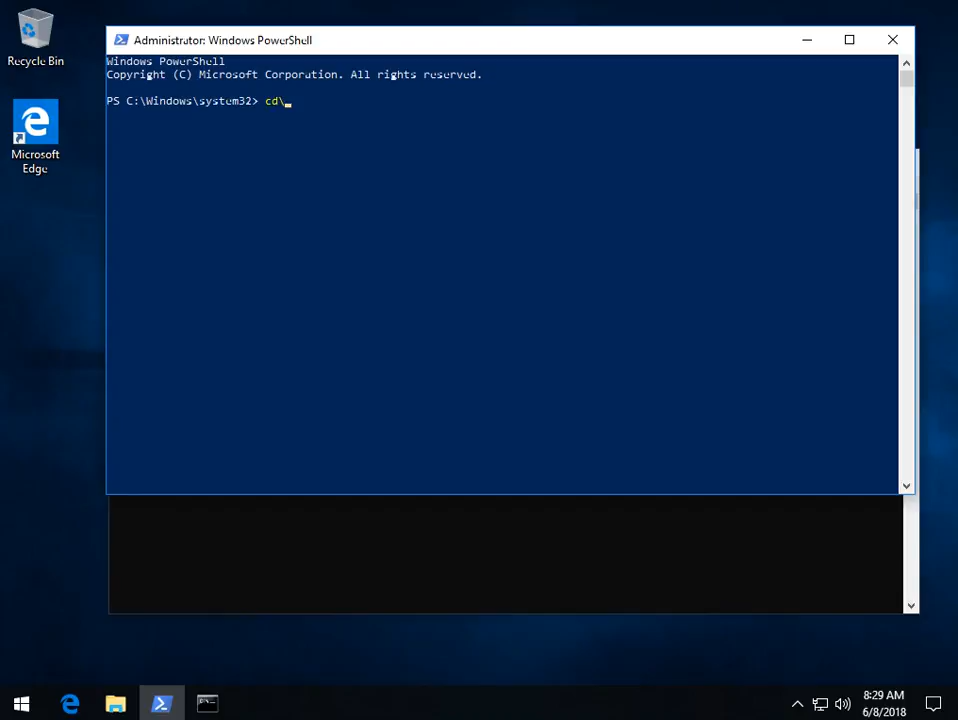 Recycle Bin
Microsoft
Edge
Administrator: Windows PowerShell
Windows PowerShell
Copyright (C) Microsoft Corporation. All rights reserved.
PS C:\Windows\system32> cd\
8:29 AM
6/8/2018